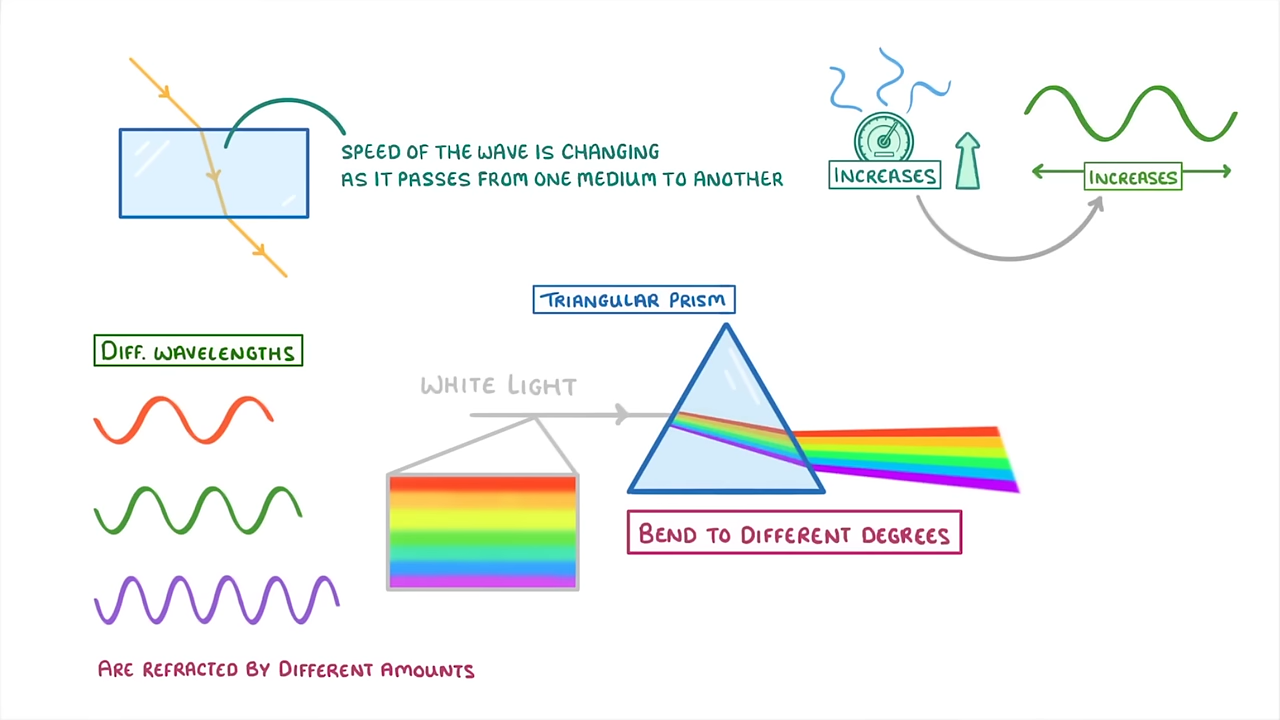 SPEED OF THE WAVE IS CHANGING
AS IT PASSES FROM ONE MEDIUM TO ANOTHER
INCREASES
INCREASES
TRIANGULAR PRISM
DIFF. WAVELENGTHS
WHITE LIGHT
BEND TO DIFFERENT DEGREES
ARE REFRACTED BY DIFFERENT AMOUNTS